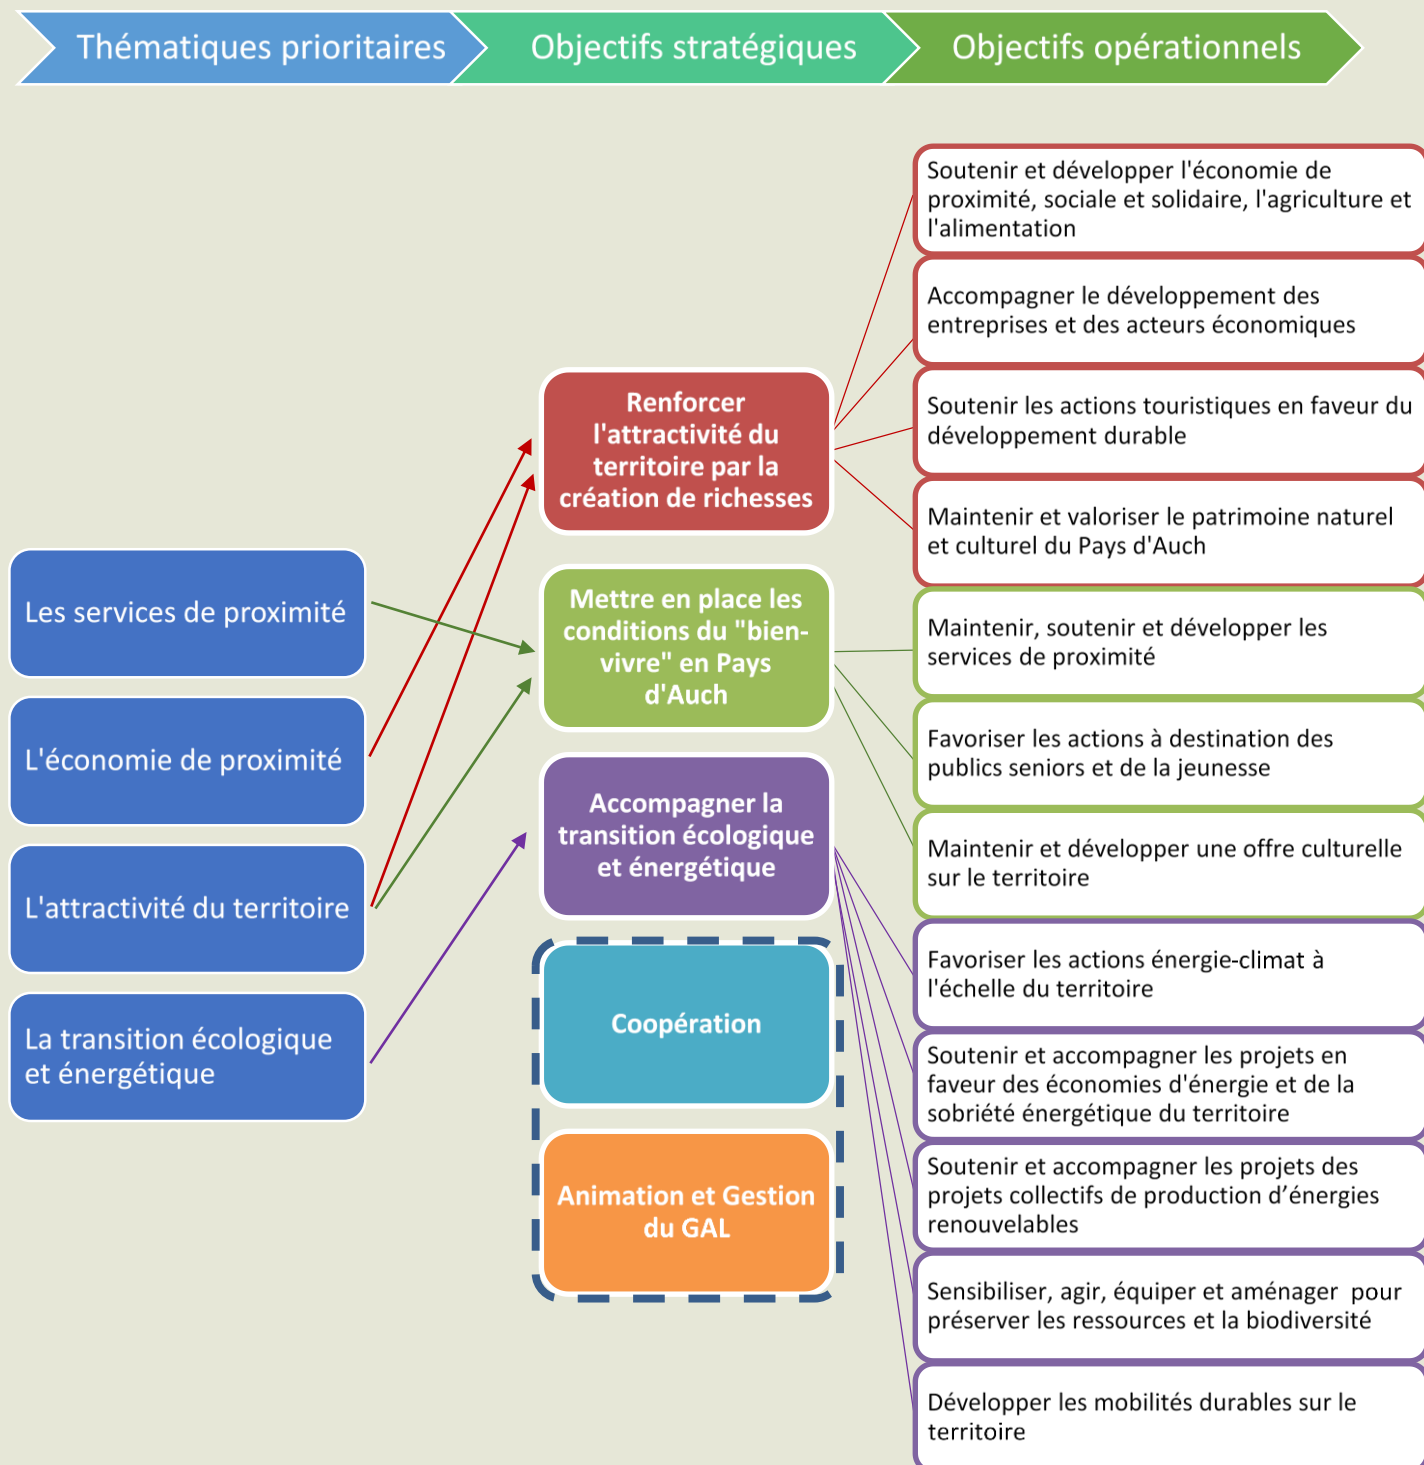 Thématiques prioritaires
Objectifs stratégiques
Objectifs opérationnels
Les services de proximité
L'économie de proximité
L'attractivité du territoire
La transition écologique
et énergétique
Renforcer
l'attractivité du
territoire par la
création de richesses
Mettre en place les
conditions du "bien-
vivre" en Pays
d'Auch
Accompagner la
transition écologique
et énergétique
Coopération
Animation et Gestion
du GAL
Soutenir et développer l'économie de
proximité, sociale et solidaire, l'agriculture et
l'alimentation
Accompagner le développement des
entreprises et des acteurs économiques
Soutenir les actions touristiques en faveur du
développement durable
Maintenir et valoriser le patrimoine naturel
et culturel du Pays d'Auch
Maintenir, soutenir et développer les
services de proximité
Favoriser les actions à destination des
publics seniors et de la jeunesse
Maintenir et développer une offre culturelle
sur le territoire
Favoriser les actions énergie-climat à
l'échelle du territoire
Soutenir et accompagner les projets en
faveur des économies d'énergie et de la
sobriété énergétique du territoire
Soutenir et accompagner les projets des
projets collectifs de production d’énergies
renouvelables
Sensibiliser, agir, équiper et aménager  pour
préserver les ressources et la biodiversité
Développer les mobilités durables sur le
territoire